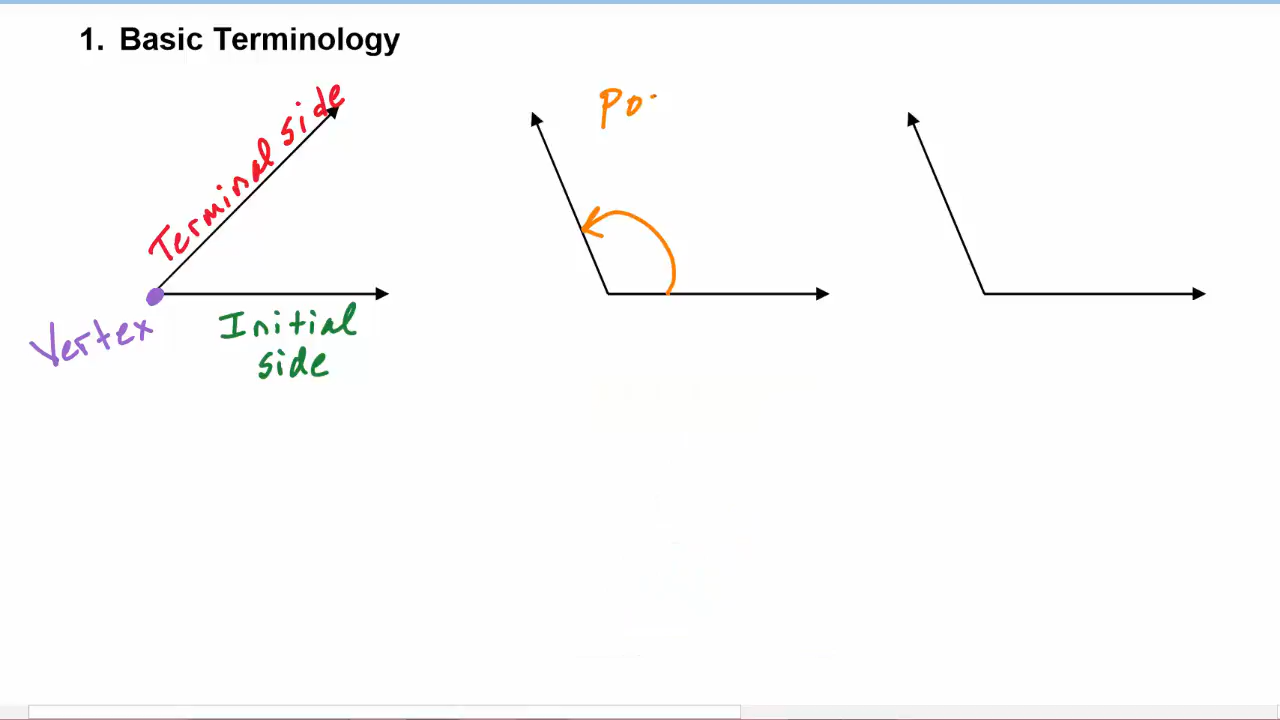 1. Basic Terminology
Terminal side
Po
Vertex
Initial
side